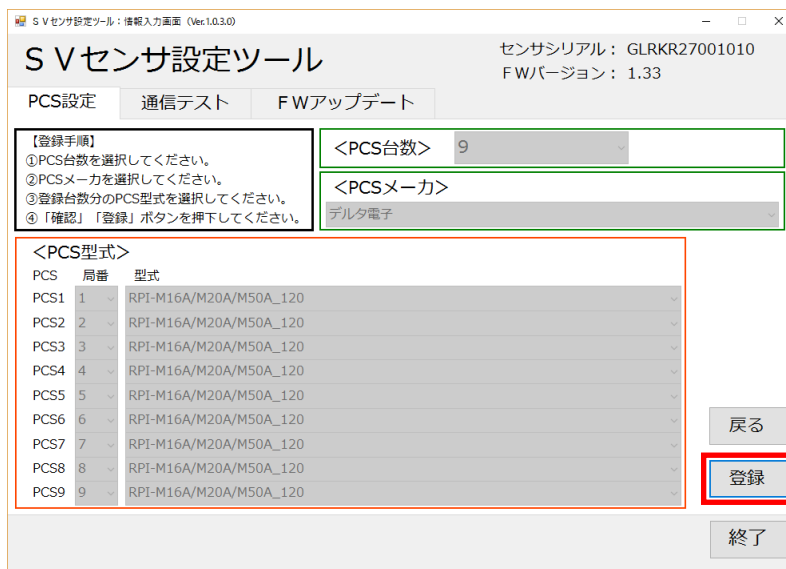 SVセンサ設定ツール：情報入力画面 (Ver.1.0.3.0)
ＳＶセンサ設定ツール
センサシリアル： GLRKR27001010
ＦＷバージョン： 1.33
PCS設定 通信テスト ＦＷアップデート
【登録手順】
①PCS台数を選択してください。
②PCSメーカを選択してください。
③登録台数分のPCS型式を選択してください。
④「確認」「登録」ボタンを押下してください。
＜PCS台数＞ 9
＜PCSメーカ＞
デルタ電子
＜PCS型式＞
PCS 局番 型式
PCS1 1 RPI-M16A/M20A/M50A_120
PCS2 2 RPI-M16A/M20A/M50A_120
PCS3 3 RPI-M16A/M20A/M50A_120
PCS4 4 RPI-M16A/M20A/M50A_120
PCS5 5 RPI-M16A/M20A/M50A_120
PCS6 6 RPI-M16A/M20A/M50A_120
PCS7 7 RPI-M16A/M20A/M50A_120
PCS8 8 RPI-M16A/M20A/M50A_120
PCS9 9 RPI-M16A/M20A/M50A_120
戻る
登録
終了